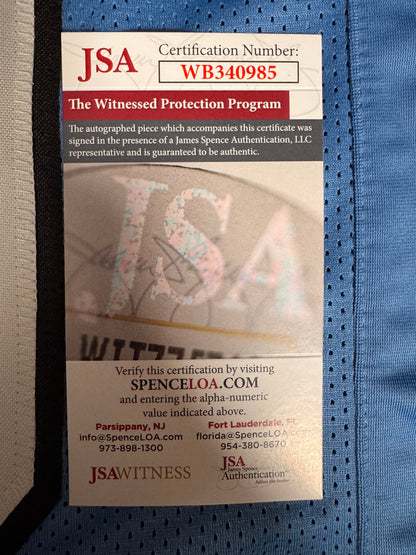 JSA
Certification Number:
WB340985
The Witnessed Protection Program
The autographed piece which accompanies this certificate was
signed in the presence of a James Spence Authentication, LLC
representative and is guaranteed to be authentic.
JSA
Verify this certification by visiting
SPENCELOA.COM
and entering the alpha-numeric
value indicated above.
Parsippany, NJ
info@SpenceLOA.com
973-898-1300
Fort Lauderdale, FL
florida@SpenceLOA.co
954-380-8670
JSAWITNESS
JSA
James Spence
Authentication